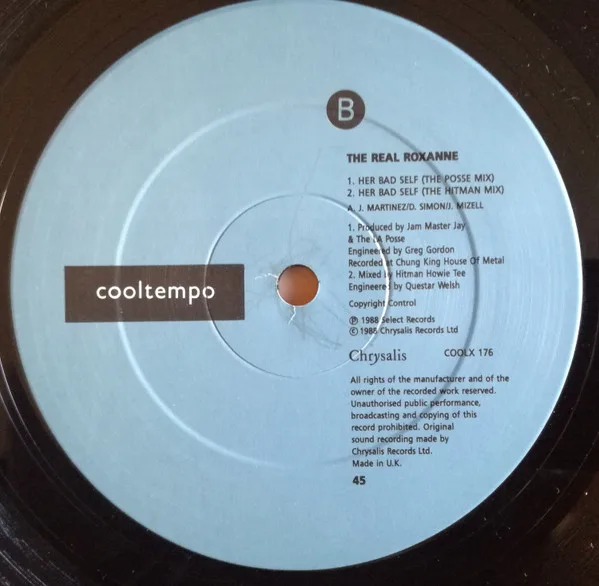 B
THE REAL ROXANNE
1. HER BAD SELF (THE POSSE MIX)
2. HER BAD SELF (THE HITMAN MIX)
A. J. MARTINEZ/D. SIMON/J. MIZELL
1. Produced by Jam Master Jay
& The LA Posse
Engineered by Greg Gordon
Recorded at Chung King House Of Metal
2. Mixed by Hitman Howie Tee
Engineered by Questar Welsh
Copyright Control
℗ 1988 Select Records
© 1988 Chrysalis Records Ltd
cooltempo
Chrysalis COOLX 176
All rights of the manufacturer and of the
owner of the recorded work reserved.
Unauthorised public performance,
broadcasting and copying of this
record prohibited. Original
sound recording made by
Chrysalis Records Ltd.
Made in U.K.
45